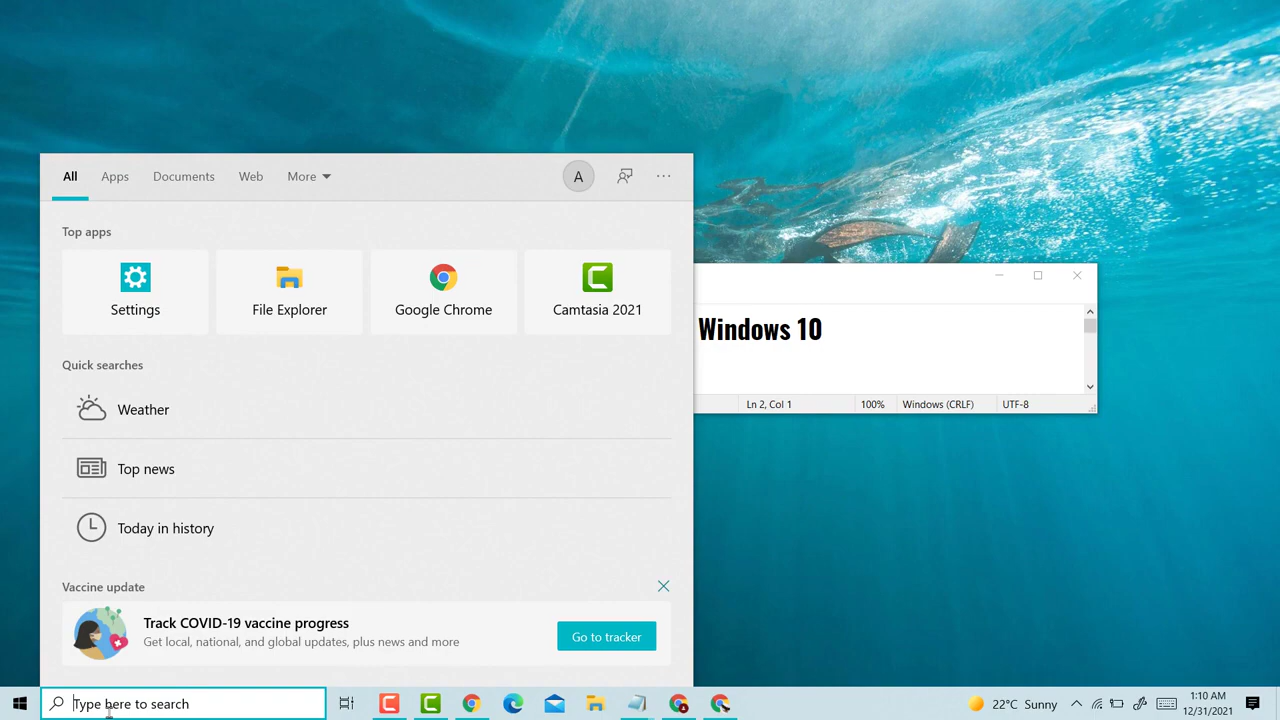 All Apps Documents Web More A ...
Top apps
Settings File Explorer Google Chrome Camtasia 2021
Windows 10
Quick searches
Weather
Ln 2, Col 1 100% Windows (CRLF) UTF-8
Top news
Today in history
Vaccine update
Track COVID-19 vaccine progress
Get local, national, and global updates, plus news and more
Go to tracker
Type here to search
22°C Sunny
1:10 AM
12/31/2021